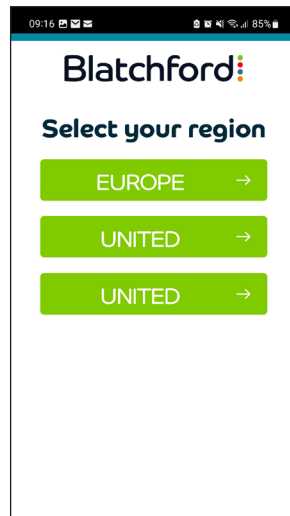 09:16 85%
Blatchford
Select your region
EUROPE →
UNITED →
UNITED →